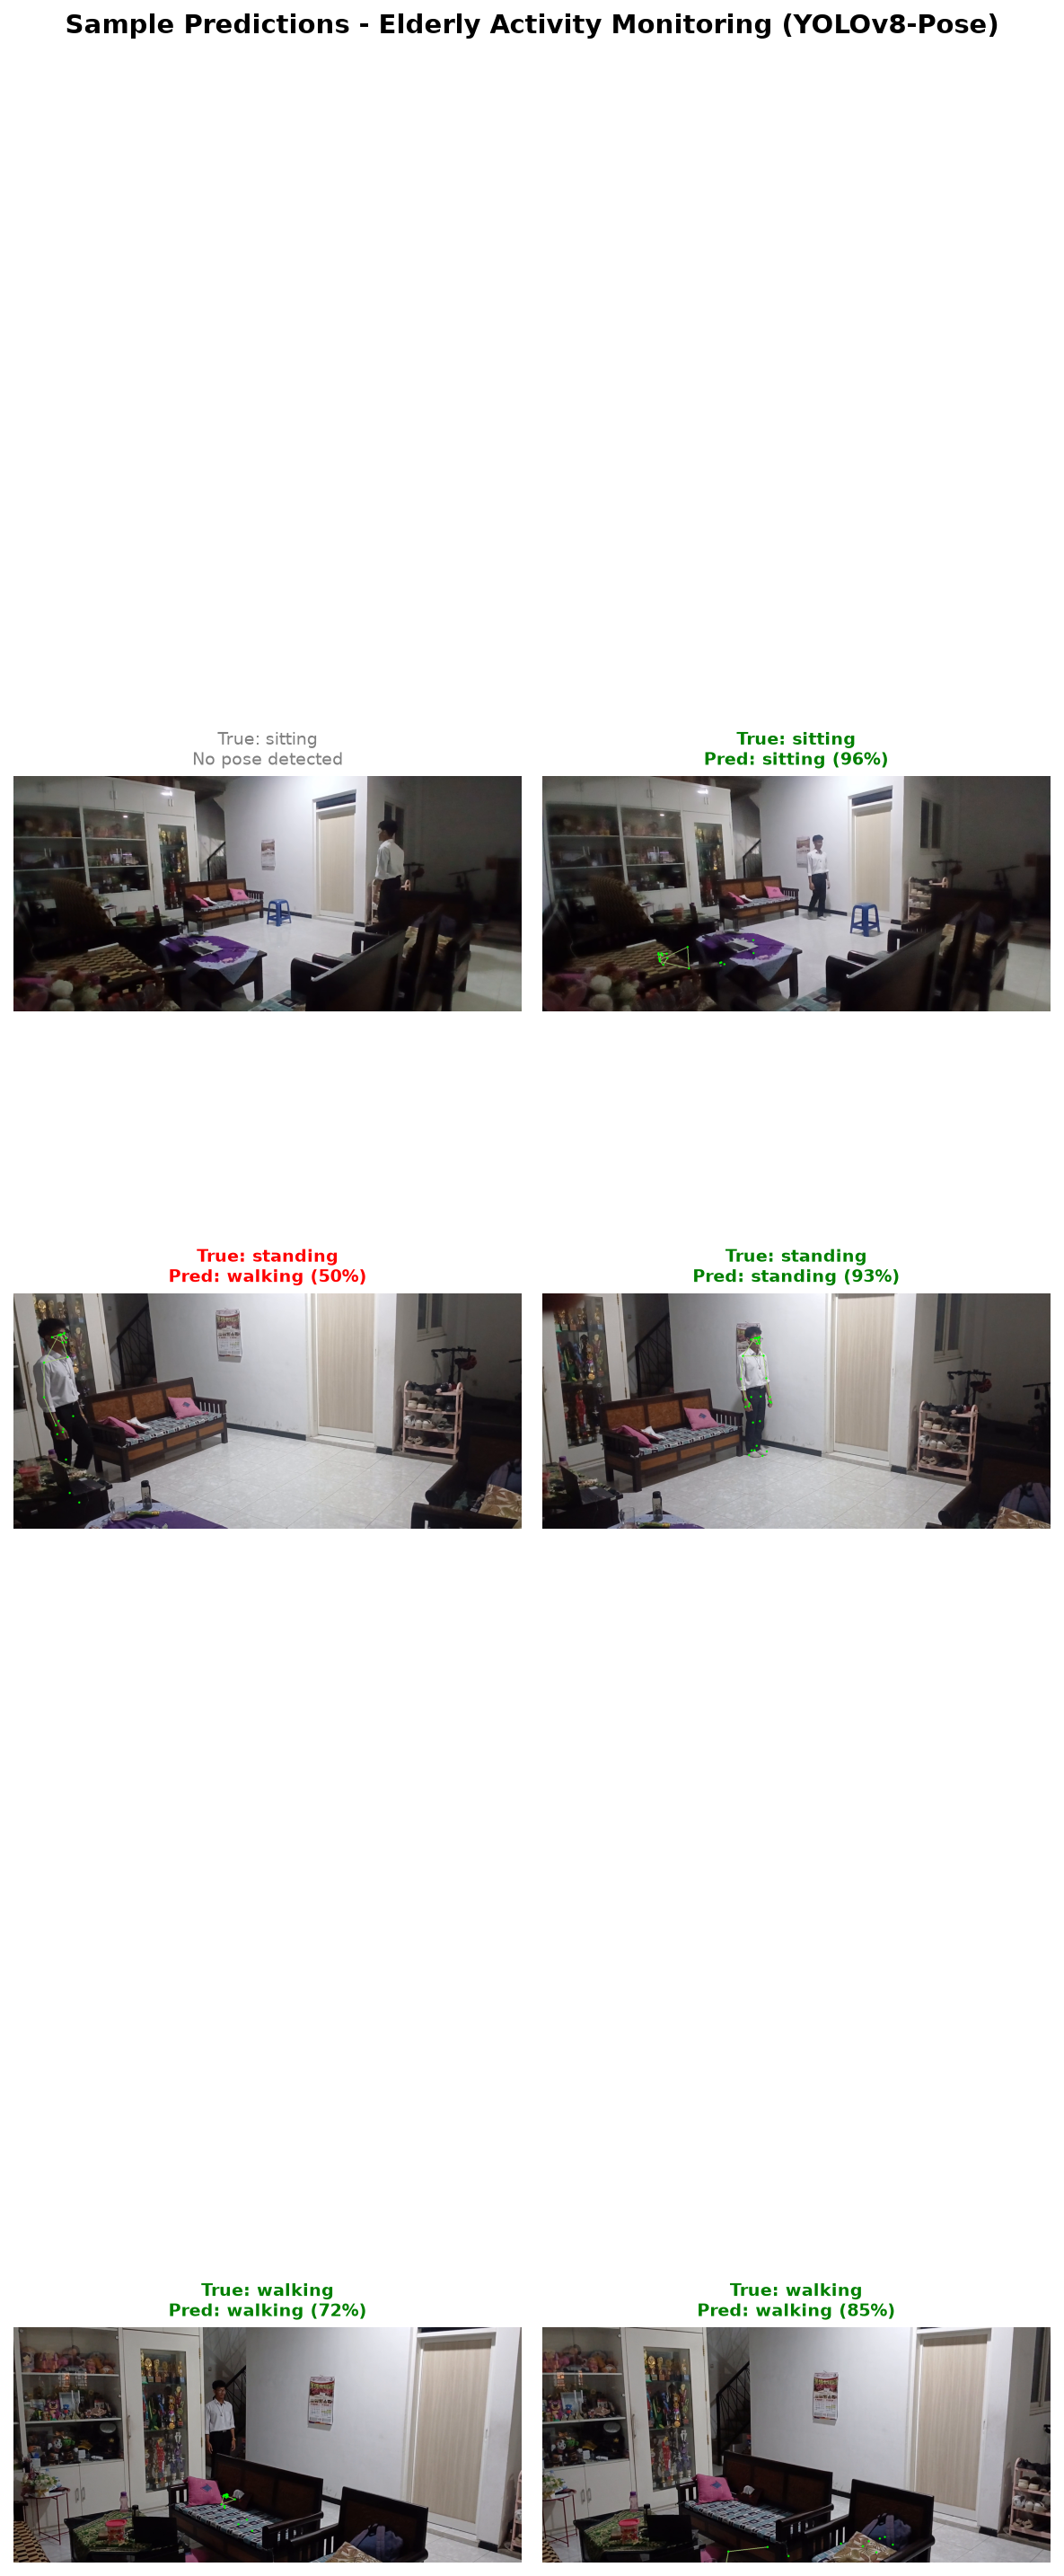 Sample Predictions - Elderly Activity Monitoring (YOLOv8-Pose)
True: sitting
No pose detected
True: sitting
Pred: sitting (96%)
True: standing
Pred: walking (50%)
True: standing
Pred: standing (93%)
True: walking
Pred: walking (72%)
True: walking
Pred: walking (85%)